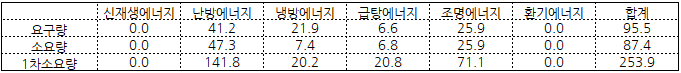 신재생에너지 난방에너지 냉방에너지 급탕에너지 조명에너지 환기에너지 합계
요구량 0.0 41.2 21.9 6.6 25.9 0.0 95.5
소요량 0.0 47.3 7.4 6.8 25.9 0.0 87.4
1차소요량 0.0 141.8 20.2 20.8 71.1 0.0 253.9